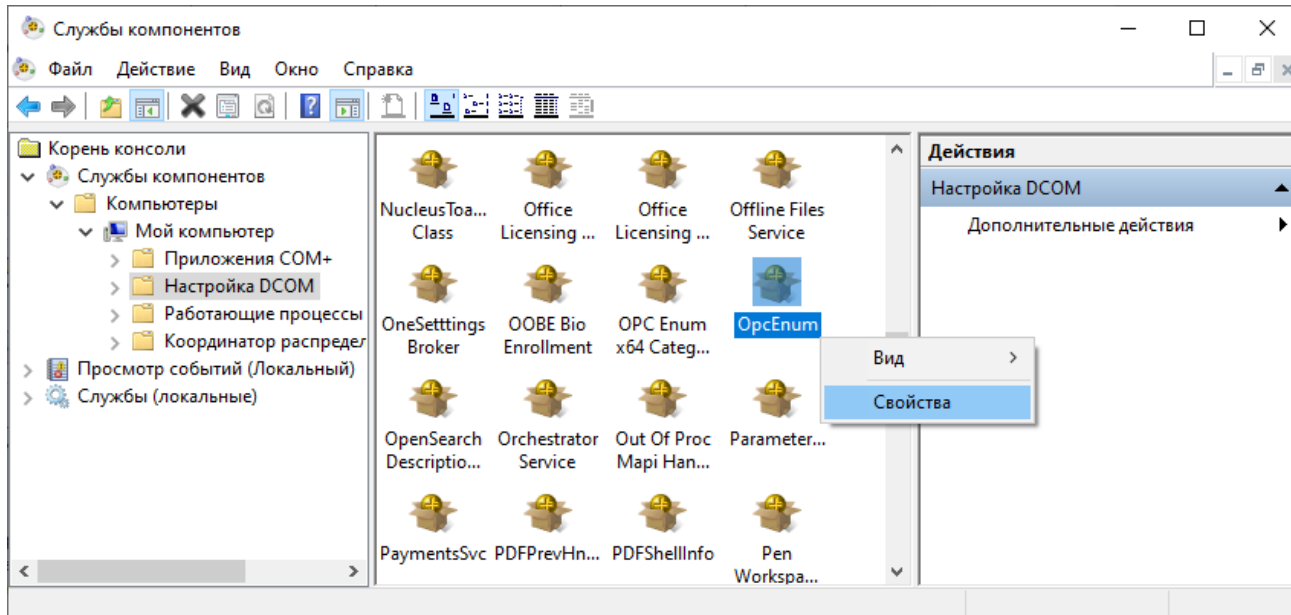 Службы компонентов
Файл Действие Вид Окно Справка
Корень консоли
Службы компонентов
Компьютеры
Мой компьютер
Приложения COM+
Настройка DCOM
Работающие процессы
Координатор распредел
Просмотр событий (Локальный)
Службы (локальные)
NucleusToa...
Class
Office
Licensing ...
Office
Licensing ...
Offline Files
Service
OneSetttings
Broker
OOBE Bio
Enrollment
OPC Enum
x64 Categ...
OpcEnum
OpenSearch
Descriptio...
Orchestrator
Service
Out Of Proc
Mapi Han...
Parameter...
PaymentsSvc
PDFPrevHn...
PDFShellInfo
Pen
Workspa...
Вид
Свойства
Действия
Настройка DCOM
Дополнительные действия